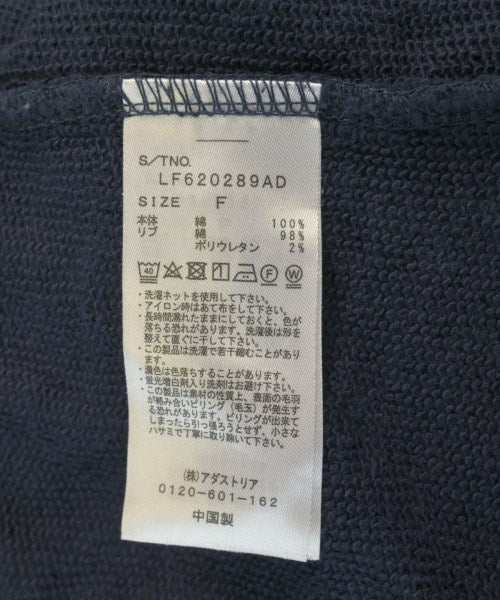 S/TNO.
LF620289AD
SIZE F
本体 綿 100%
リブ 綿 98%
ポリウレタン 2%
40 F W
・洗濯ネットを使用して下さい。
・アイロン時はあて布をして下さい。
・長時間濡れたままにしておくと、色が
落ちる恐れがあります。洗濯後は形を
整えて直ぐに干して下さい。
・この製品は洗濯で若干縮むことがあり
ます。
・濃色は色落ちすることがあります。
・蛍光増白剤入り洗剤はお避け下さい。
・この製品は素材の性質上、表面の毛羽
が絡み合いピリング(毛玉)が発生す
る恐れがあります。ピリングが出来て
しまったら引っ張ろうとせず、小さな
ハサミで丁寧に取り除いて下さい。
(株)アダストリア
0120-601-162
中国製